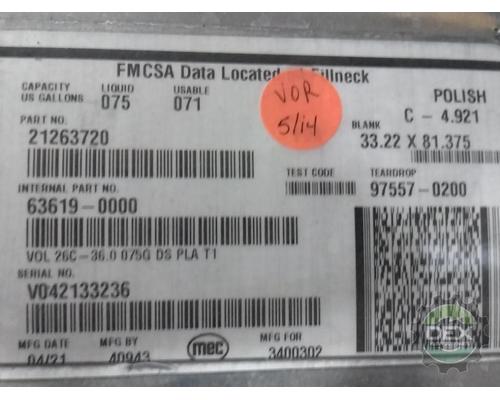 FMCSA Data Located Fillneck
CAPACITY
US GALLONS
LIQUID
075
USABLE
071
VOR
5/14
POLISH
C - 4.921
PART NO.
21263720
BLANK
33.22 X 81.375
TEST CODE
TEARDROP
97557-0200
INTERNAL PART NO.
63619-0000
VOL 26C-36.0 075G DS PLA T1
SERIAL NO.
V042133236
MFG DATE
04/21
MFG BY
40943
mec
MFG FOR
3400302
DEX